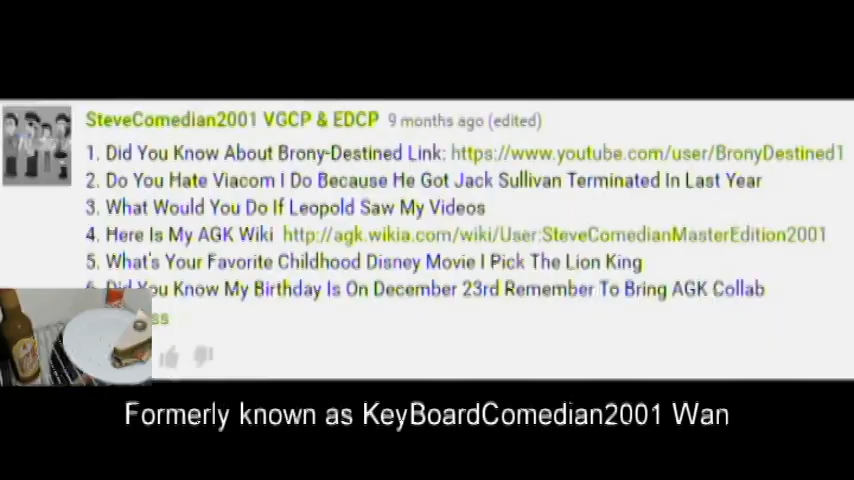 SteveComedian2001 VGCP & EDCP 9 months ago (edited)
1. Did You Know About Brony-Destined Link: https://www.youtube.com/user/BronyDestined1
2. Do You Hate Viacom I Do Because He Got Jack Sullivan Terminated In Last Year
3. What Would You Do If Leopold Saw My Videos
4. Here Is My AGK Wiki http://agk.wikia.com/wiki/User:SteveComedianMasterEdition2001
5. What's Your Favorite Childhood Disney Movie I Pick The Lion King
6. Did You Know My Birthday Is On December 23rd Remember To Bring AGK Collab
ss
Formerly known as KeyBoardComedian2001 Wan